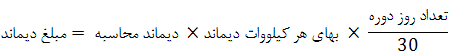 مبلغ دیماند = دیماند محاسبه × بهای هر کیلووات دیماند × تعداد روز دوره / 30